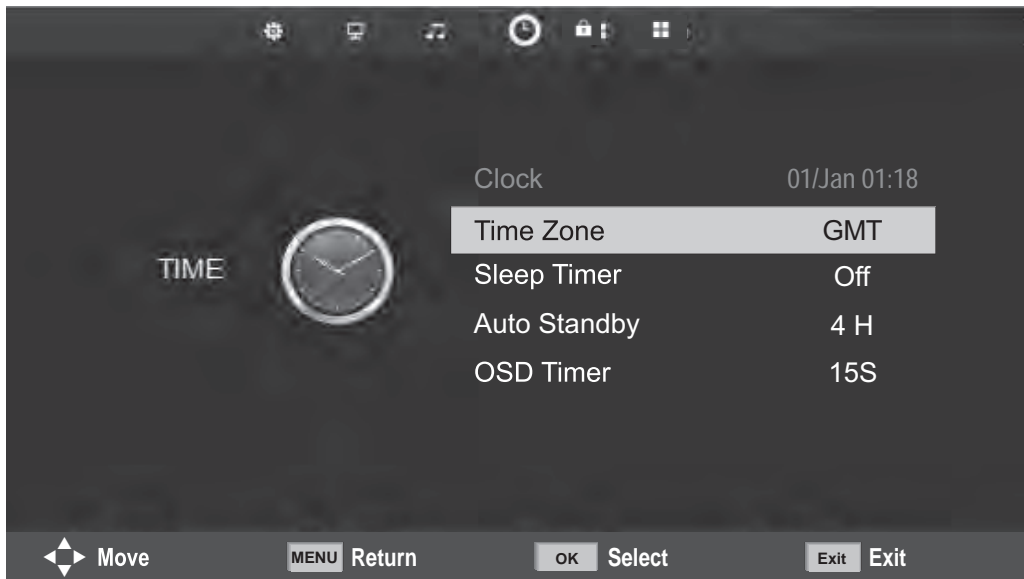 Clock 01/Jan 01:18
Time Zone GMT
TIME
Sleep Timer Off
Auto Standby 4 H
OSD Timer 15S
Move MENU Return OK Select Exit Exit